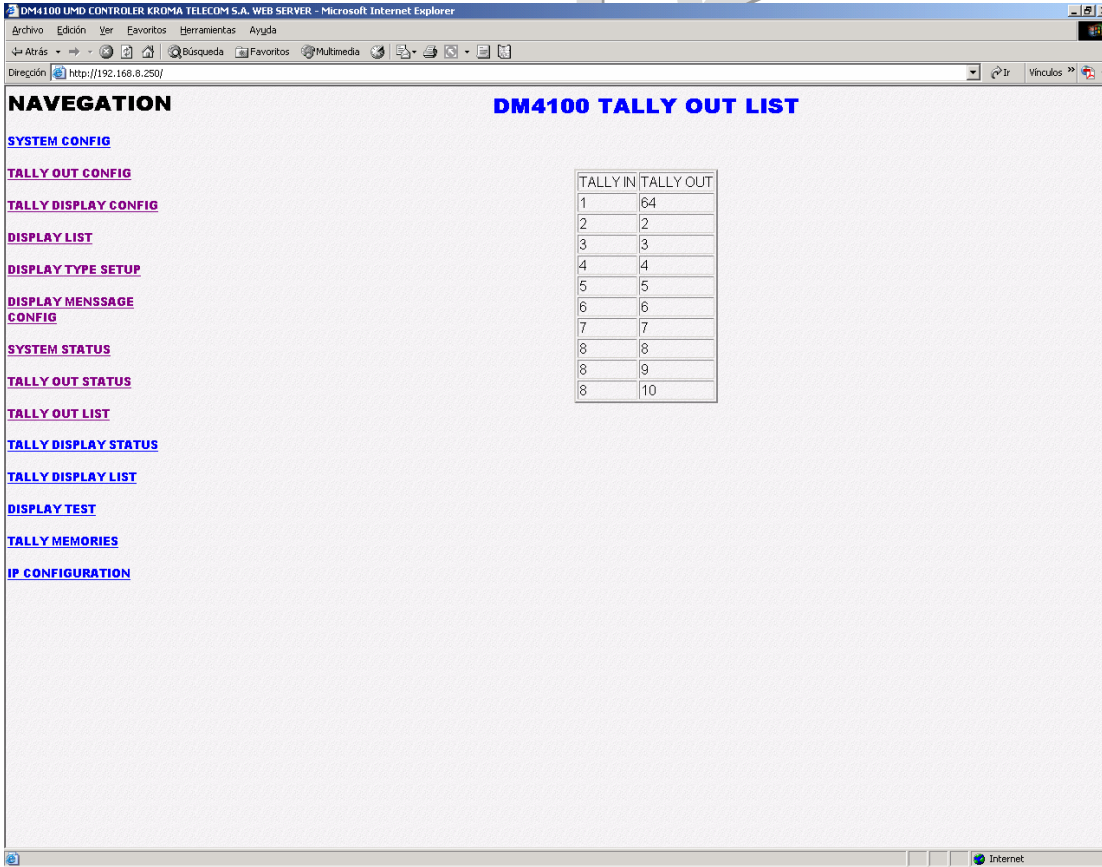 DM4100 UMD CONTROLER KROMA TELECOM S.A. WEB SERVER - Microsoft Internet Explorer
Archivo Edición Ver Favoritos Herramientas Ayuda
Atrás Búsqueda Favoritos Multimedia
Dirección http://192.168.8.250/ Ir Vínculos »
NAVEGATION
SYSTEM CONFIG
TALLY OUT CONFIG
TALLY DISPLAY CONFIG
DISPLAY LIST
DISPLAY TYPE SETUP
DISPLAY MENSSAGE
CONFIG
SYSTEM STATUS
TALLY OUT STATUS
TALLY OUT LIST
TALLY DISPLAY STATUS
TALLY DISPLAY LIST
DISPLAY TEST
TALLY MEMORIES
IP CONFIGURATION
DM4100 TALLY OUT LIST
TALLY IN TALLY OUT
1 64
2 2
3 3
4 4
5 5
6 6
7 7
8 8
8 9
8 10
Internet